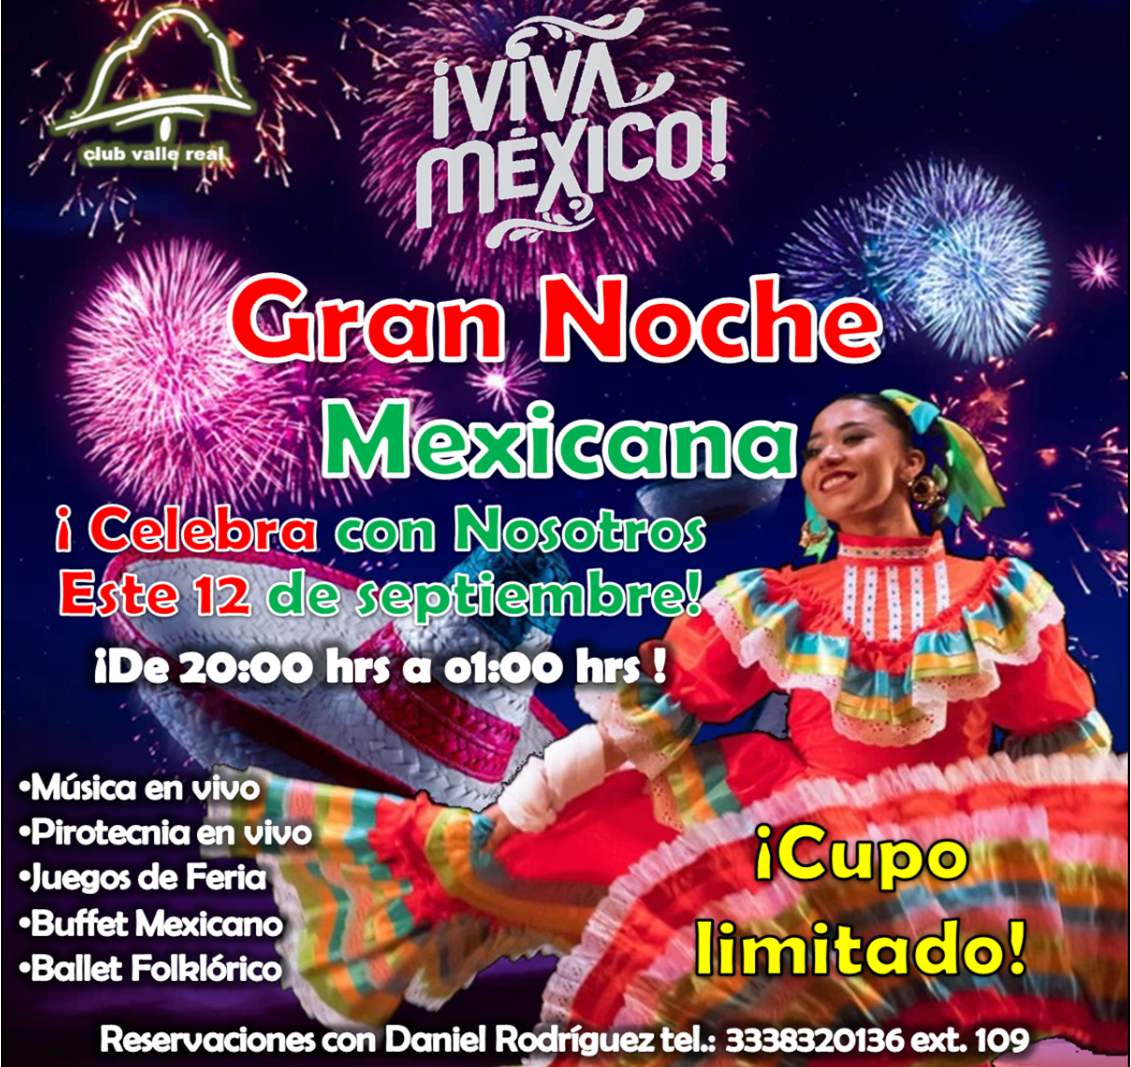 club valle real
¡VIVA
MÉXICO!
Gran Noche
Mexicana
¡ Celebra con Nosotros
Este 12 de septiembre!
¡De 20:00 hrs a 01:00 hrs !
•Música en vivo
•Pirotecnia en vivo
•Juegos de Feria
•Buffet Mexicano
•Ballet Folklórico
¡Cupo
limitado!
Reservaciones con Daniel Rodríguez tel.: 3338320136 ext. 109